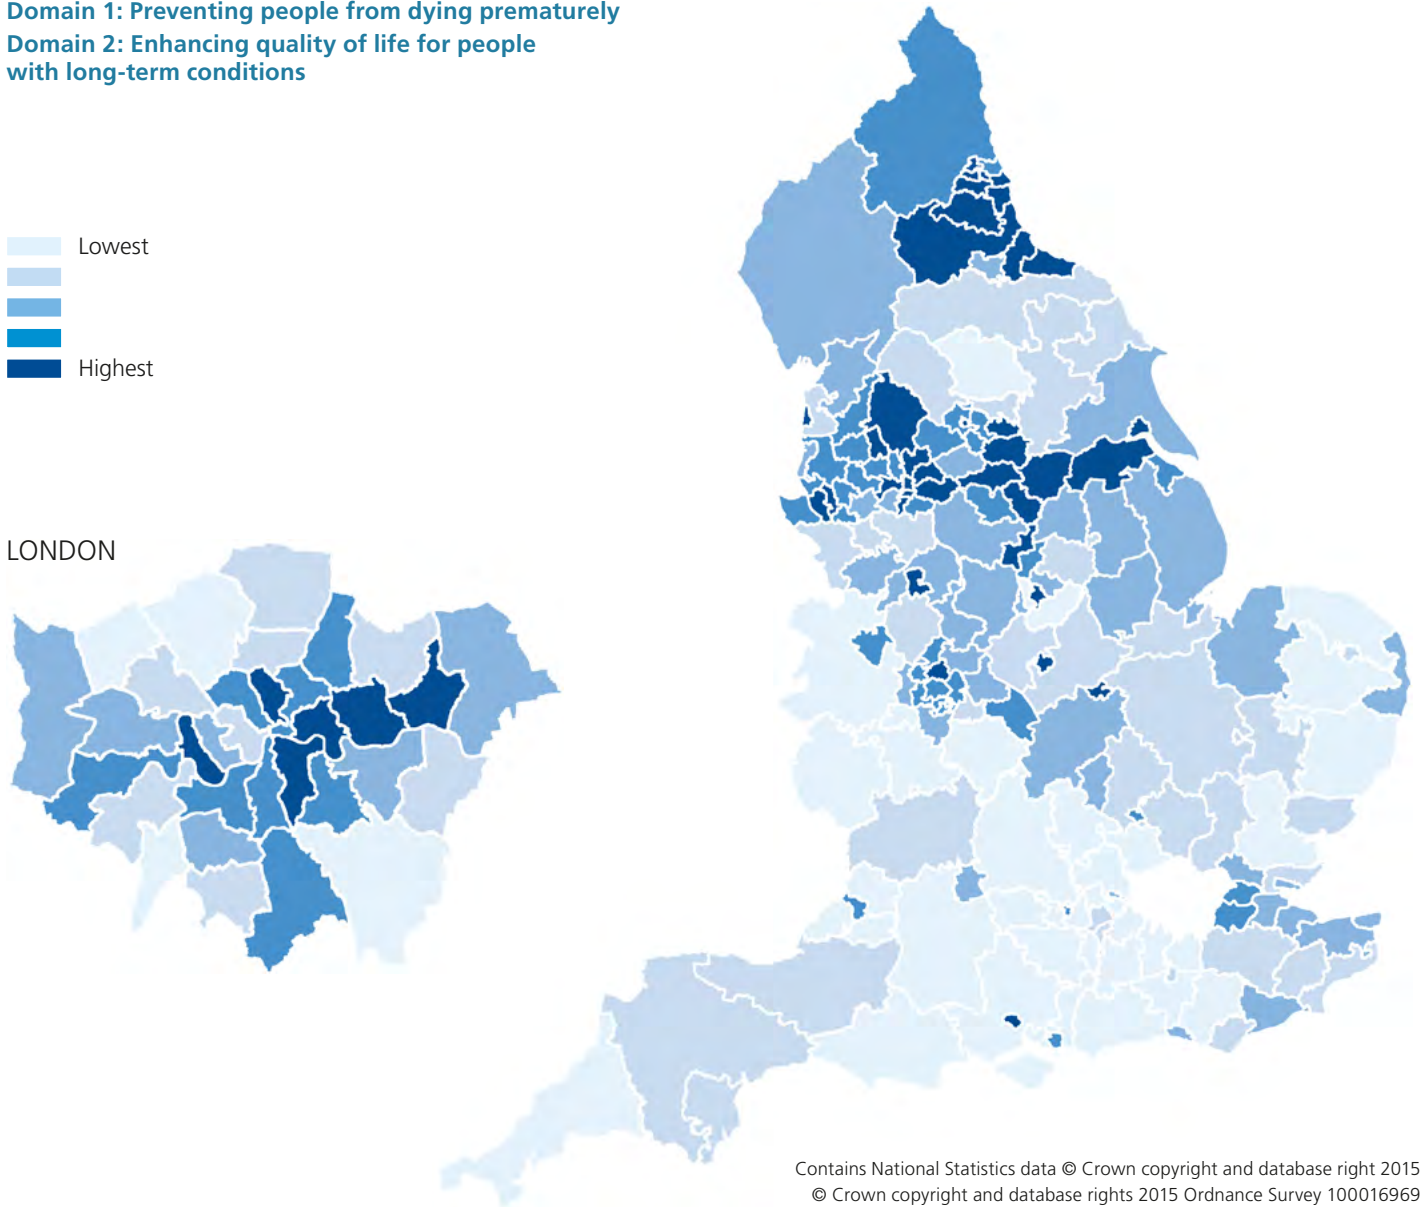 Domain 1: Preventing people from dying prematurely
Domain 2: Enhancing quality of life for people
with long-term conditions
Lowest
Highest
LONDON
Contains National Statistics data © Crown copyright and database right 2015
© Crown copyright and database rights 2015 Ordnance Survey 100016969